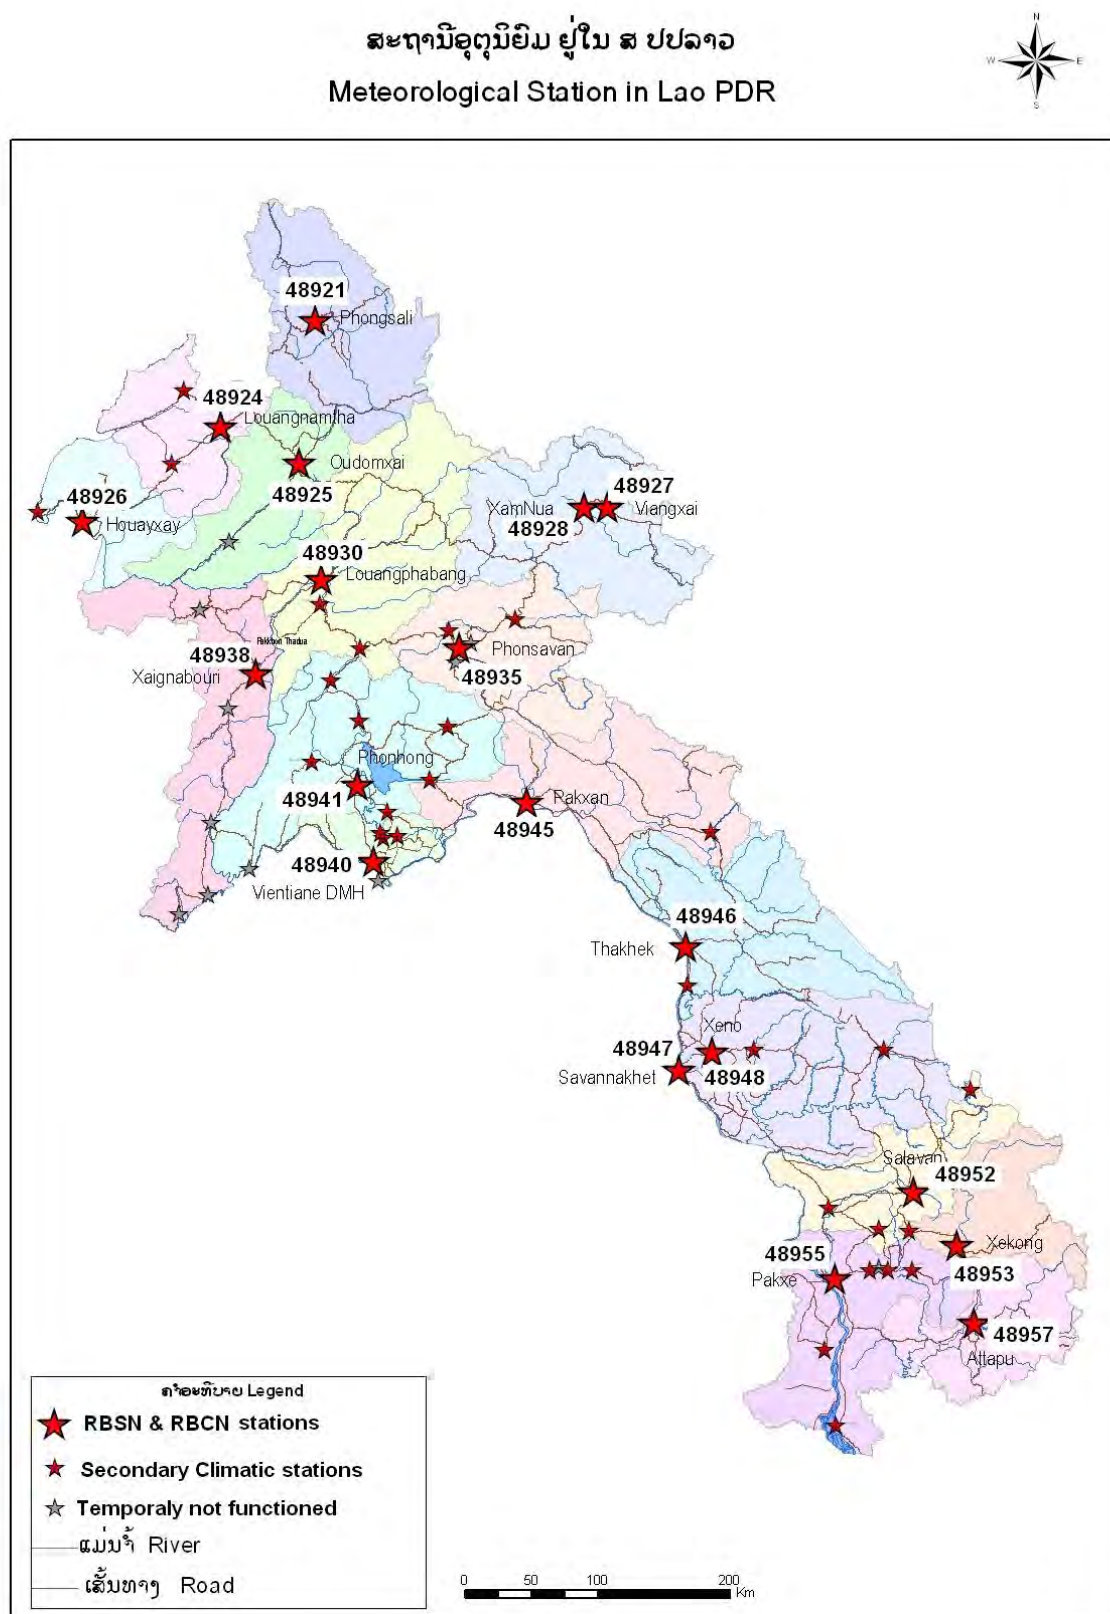 ສະຖານີອຸຕຸນິຍົມ ຢູ່ໃນ ສ ປປລາວ
Meteorological Station in Lao PDR
N
W
E
S
48921
Phongsali
48924
Louangnamtha
Oudomxai
48925
48926
Houayxay
48927
XamNua
Viangxai
48928
48930
Louangphabang
Thadua
48938
Xaignabouri
Phonsavan
48935
Phonhong
48941
Pakxan
48945
48940
Vientiane DMH
48946
Thakhek
Xeno
48947
48948
Savannakhet
Salavan
48952
48955
Xekong
Pakxe
48953
48957
Attapu
ຄຳອະທິບາຍ Legend
RBSN & RBCN stations
Secondary Climatic stations
Temporaly not functioned
ແມ່ນ້ຳ River
ເສັ້ນທາງ Road
0 50 100 200
Km